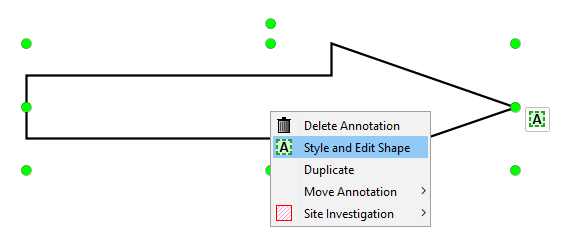 A
Delete Annotation
A Style and Edit Shape
Duplicate
Move Annotation
Site Investigation